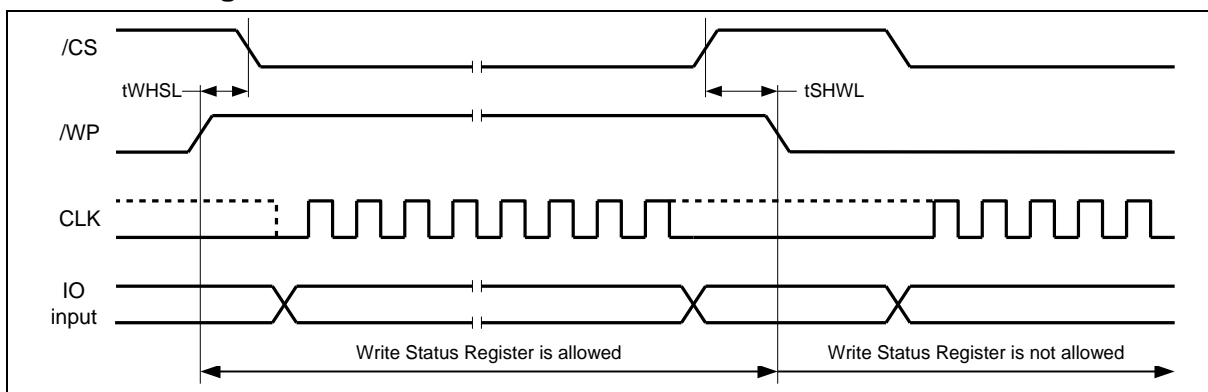 /CS
tWHSL
tSHWL
/WP
CLK
IO
input
Write Status Register is allowed
Write Status Register is not allowed